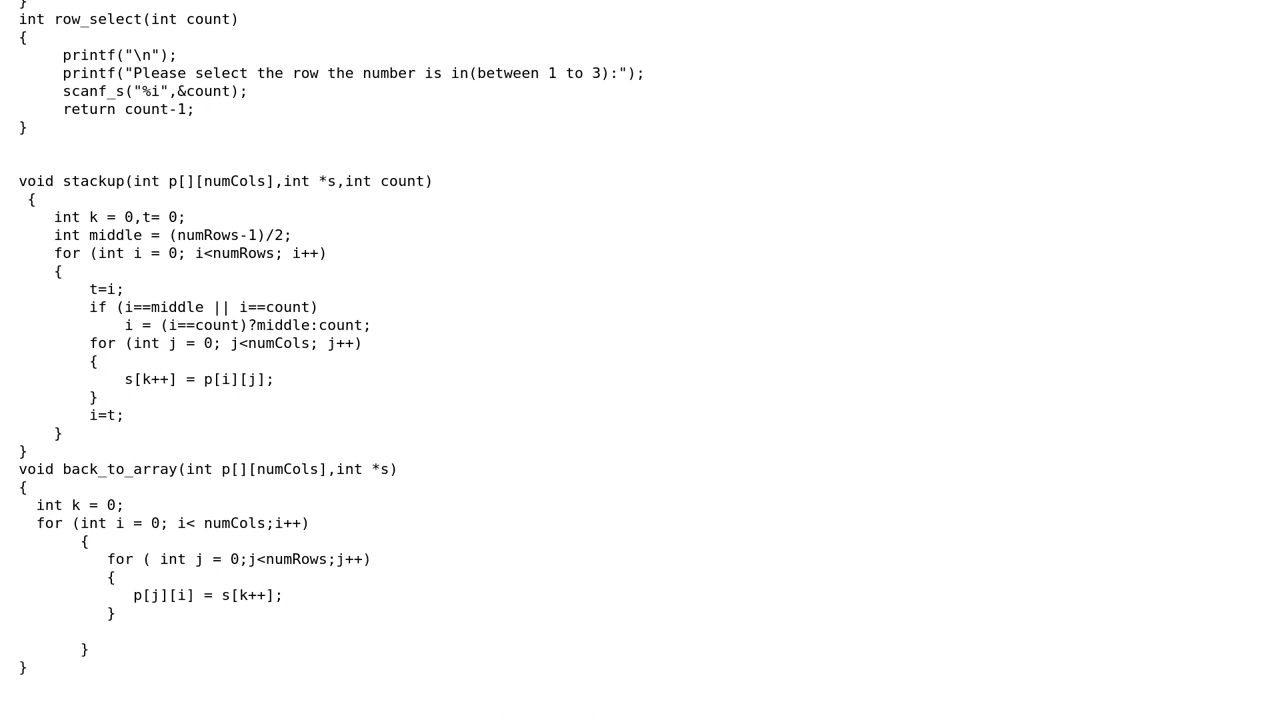 }
int row_select(int count)
{
     printf("\n");
     printf("Please select the row the number is in(between 1 to 3):");
     scanf_s("%i",&count);
     return count-1;
}
void stackup(int p[][numCols],int *s,int count)
 {
    int k = 0,t= 0;
    int middle = (numRows-1)/2;
    for (int i = 0; i<numRows; i++)
    {
        t=i;
        if (i==middle || i==count)
            i = (i==count)?middle:count;
        for (int j = 0; j<numCols; j++)
        {
            s[k++] = p[i][j];
        }
        i=t;
    }
}
void back_to_array(int p[][numCols],int *s)
{
  int k = 0;
  for (int i = 0; i< numCols;i++)
       {
          for ( int j = 0;j<numRows;j++)
          {
             p[j][i] = s[k++];
          }
       }
}